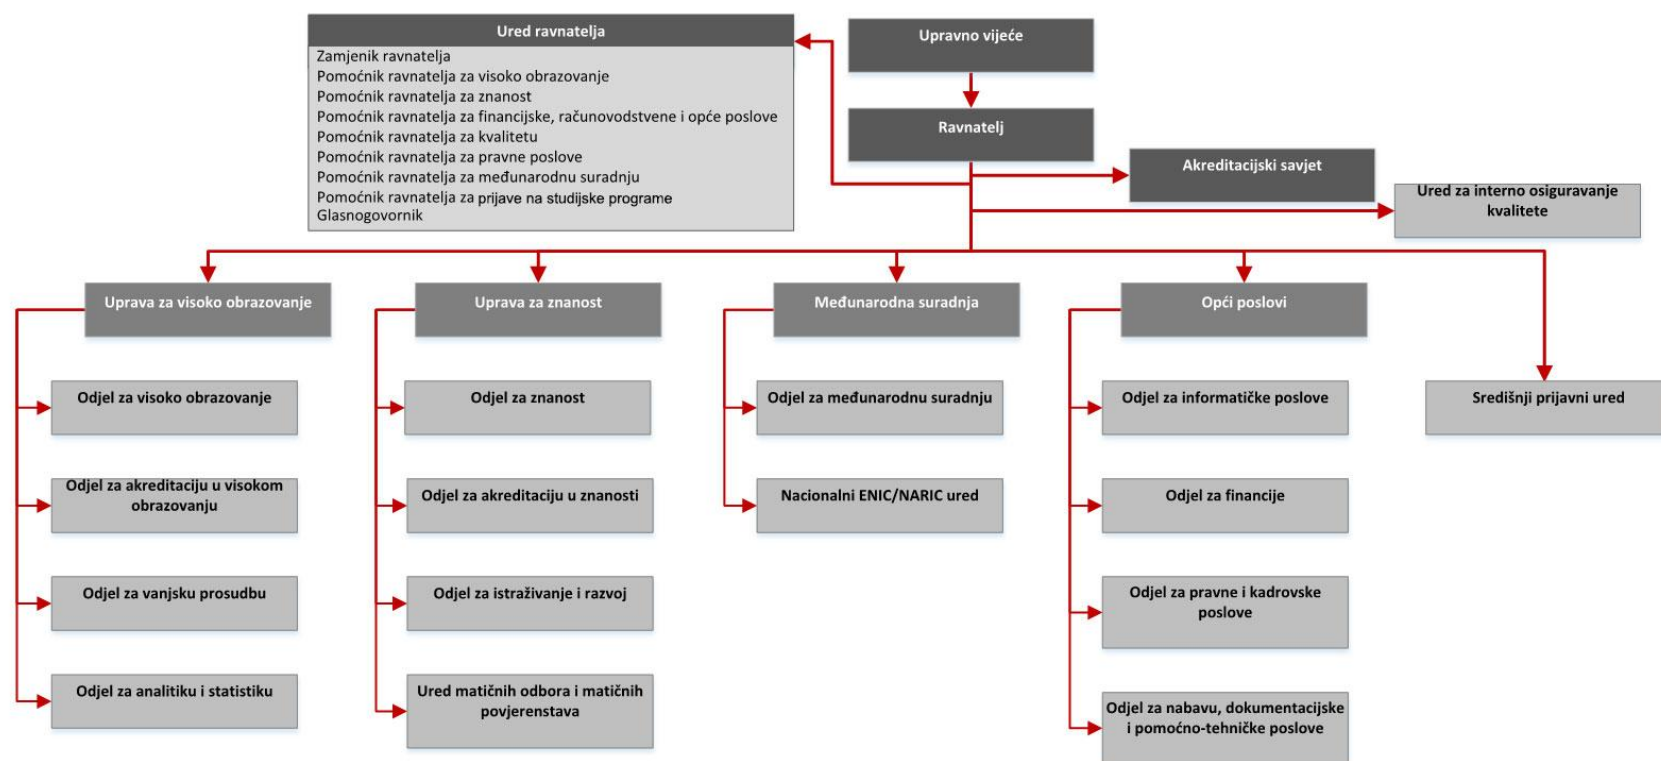 Ured ravnatelja
Zamjenik ravnatelja
Pomoćnik ravnatelja za visoko obrazovanje
Pomoćnik ravnatelja za znanost
Pomoćnik ravnatelja za financijske, računovodstvene i opće poslove
Pomoćnik ravnatelja za kvalitetu
Pomoćnik ravnatelja za pravne poslove
Pomoćnik ravnatelja za međunarodnu suradnju
Pomoćnik ravnatelja za prijave na studijske programe
Glasnogovornik
Upravno vijeće
Ravnatelj
Akreditacijski savjet
Ured za interno osiguravanje
kvalitete
Uprava za visoko obrazovanje
Odjel za visoko obrazovanje
Odjel za akreditaciju u visokom
obrazovanju
Odjel za vanjsku prosudbu
Odjel za analitiku i statistiku
Uprava za znanost
Odjel za znanost
Odjel za akreditaciju u znanosti
Odjel za istraživanje i razvoj
Ured matičnih odbora i matičnih
povjerenstava
Međunarodna suradnja
Odjel za međunarodnu suradnju
Nacionalni ENIC/NARIC ured
Opći poslovi
Odjel za informatičke poslove
Odjel za financije
Odjel za pravne i kadrovske
poslove
Odjel za nabavu, dokumentacijske
i pomoćno-tehničke poslove
Središnji prijavni ured